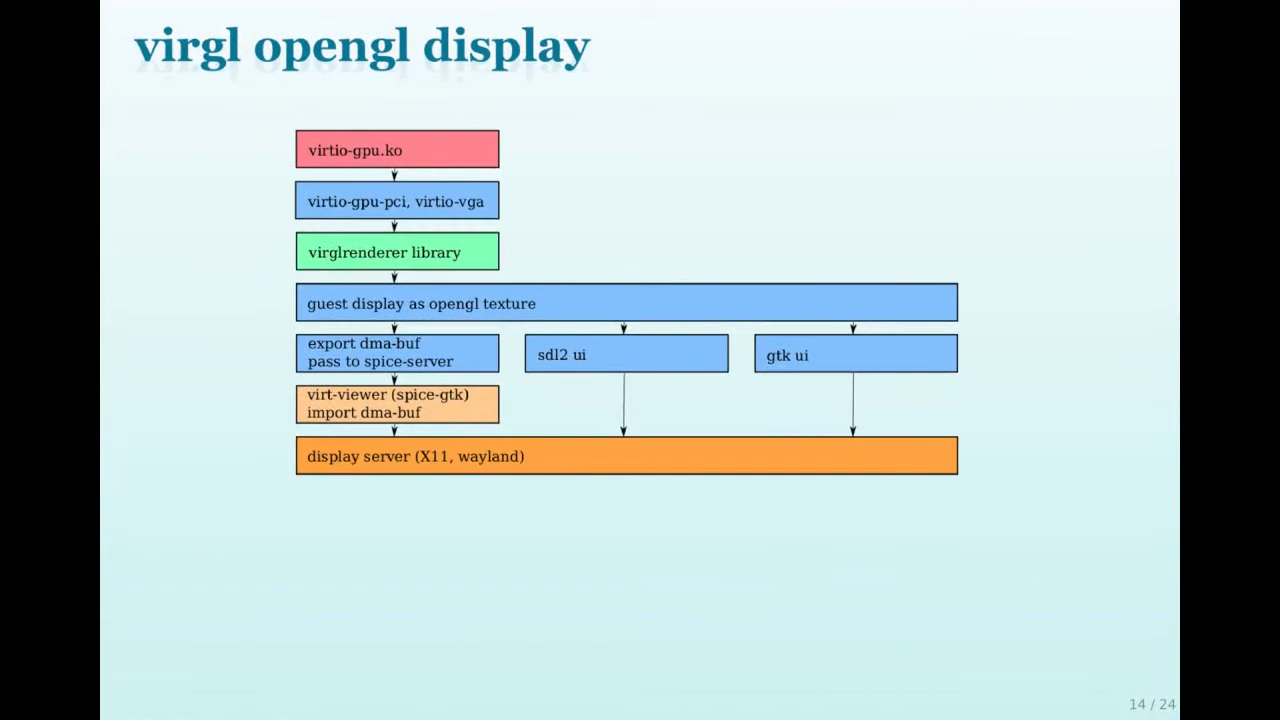 virgl opengl display
virtio-gpu.ko
virtio-gpu-pci, virtio-vga
virglrenderer library
guest display as opengl texture
export dma-buf
pass to spice-server
sdl2 ui
gtk ui
virt-viewer (spice-gtk)
import dma-buf
display server (X11, wayland)
14 / 24